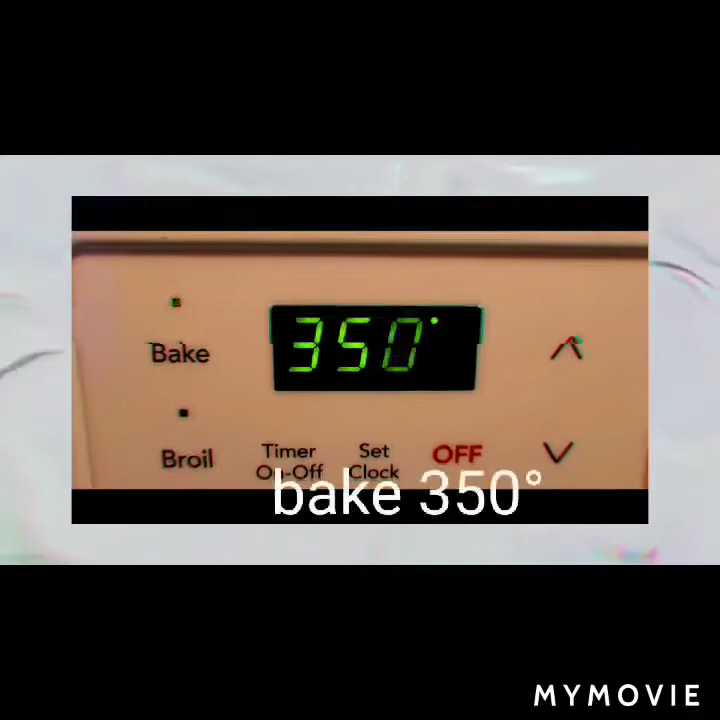 350°
Bake
Broil
Timer
On-Off
Set
Clock
OFF
bake 350°
MYMOVIE